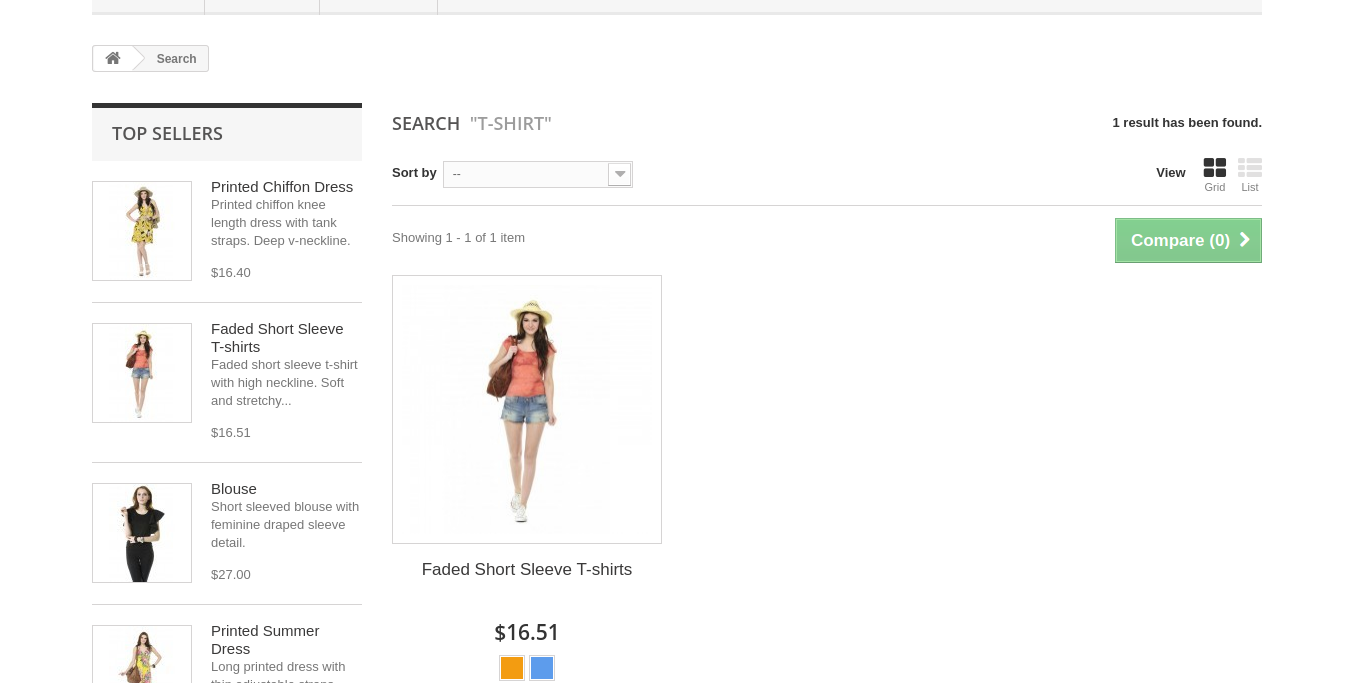 Search
TOP SELLERS
Printed Chiffon Dress
Printed chiffon knee
length dress with tank
straps. Deep v-neckline.
$16.40
Faded Short Sleeve
T-shirts
Faded short sleeve t-shirt
with high neckline. Soft
and stretchy...
$16.51
Blouse
Short sleeved blouse with
feminine draped sleeve
detail.
$27.00
Printed Summer
Dress
Long printed dress with
thin adjustable straps.
SEARCH "T-SHIRT"
1 result has been found.
Sort by --
View
Grid
List
Showing 1 - 1 of 1 item
Compare (0)
Faded Short Sleeve T-shirts
$16.51